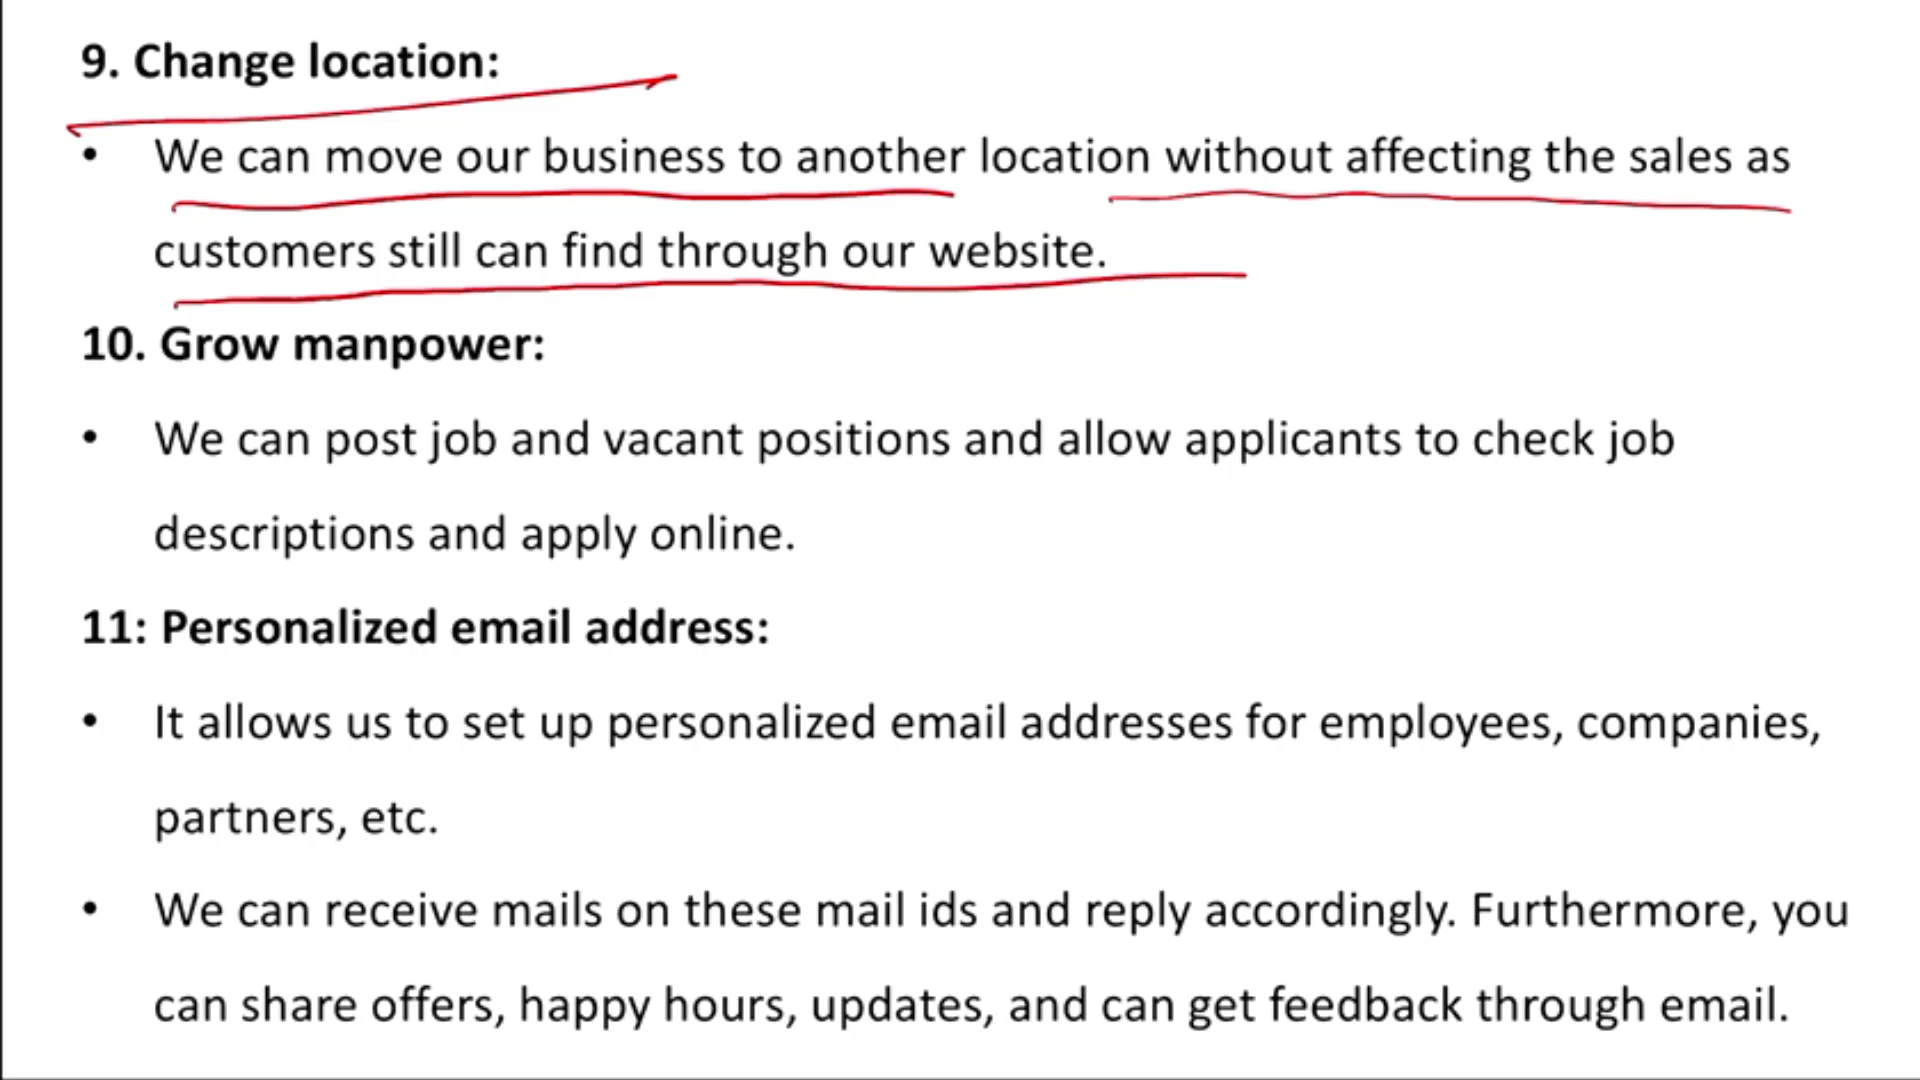 9. Change location:
• We can move our business to another location without affecting the sales as
customers still can find through our website.
10. Grow manpower:
• We can post job and vacant positions and allow applicants to check job
descriptions and apply online.
11: Personalized email address:
• It allows us to set up personalized email addresses for employees, companies,
partners, etc.
• We can receive mails on these mail ids and reply accordingly. Furthermore, you
can share offers, happy hours, updates, and can get feedback through email.